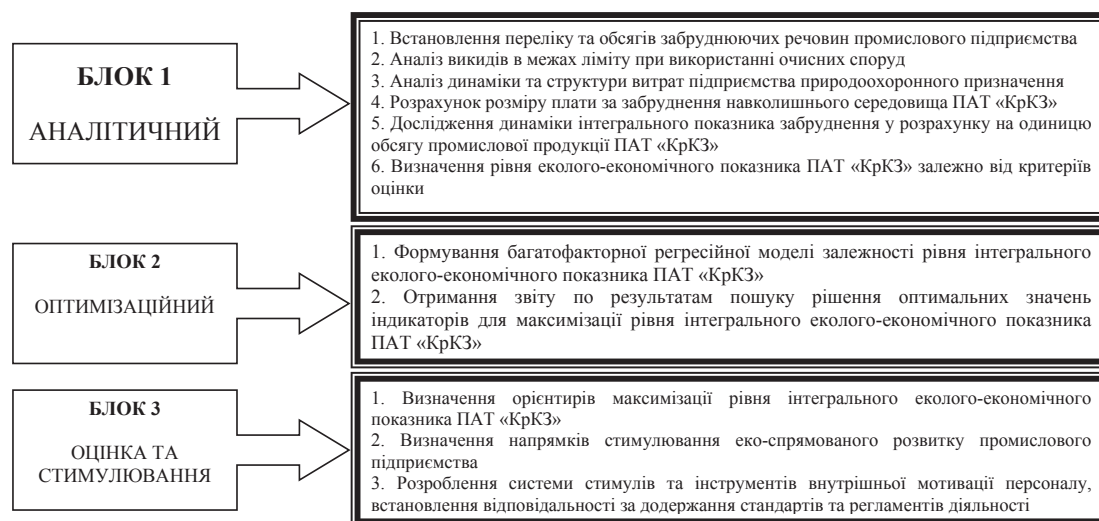 БЛОК 1
АНАЛІТИЧНИЙ
1. Встановлення переліку та обсягів забруднюючих речовин промислового підприємства
2. Аналіз викидів в межах ліміту при використанні очисних споруд
3. Аналіз динаміки та структури витрат підприємства природоохоронного призначення
4. Розрахунок розміру плати за забруднення навколишнього середовища ПАТ «КрКЗ»
5. Дослідження динаміки інтегрального показника забруднення у розрахунку на одиницю
обсягу промислової продукції ПАТ «КрКЗ»
6. Визначення рівня еколого-економічного показника ПАТ «КрКЗ» залежно від критеріїв
оцінки
БЛОК 2
ОПТИМІЗАЦІЙНИЙ
1. Формування багатофакторної регресійної моделі залежності рівня інтегрального
еколого-економічного показника ПАТ «КрКЗ»
2. Отримання звіту по результатам пошуку рішення оптимальних значень
індикаторів для максимізації рівня інтегрального еколого-економічного показника
ПАТ «КрКЗ»
БЛОК 3
ОЦІНКА ТА
СТИМУЛЮВАННЯ
1. Визначення орієнтирів максимізації рівня інтегрального еколого-економічного
показника ПАТ «КрКЗ»
2. Визначення напрямків стимулювання еко-спрямованого розвитку промислового
підприємства
3. Розроблення системи стимулів та інструментів внутрішньої мотивації персоналу,
встановлення відповідальності за додержання стандартів та регламентів діяльності